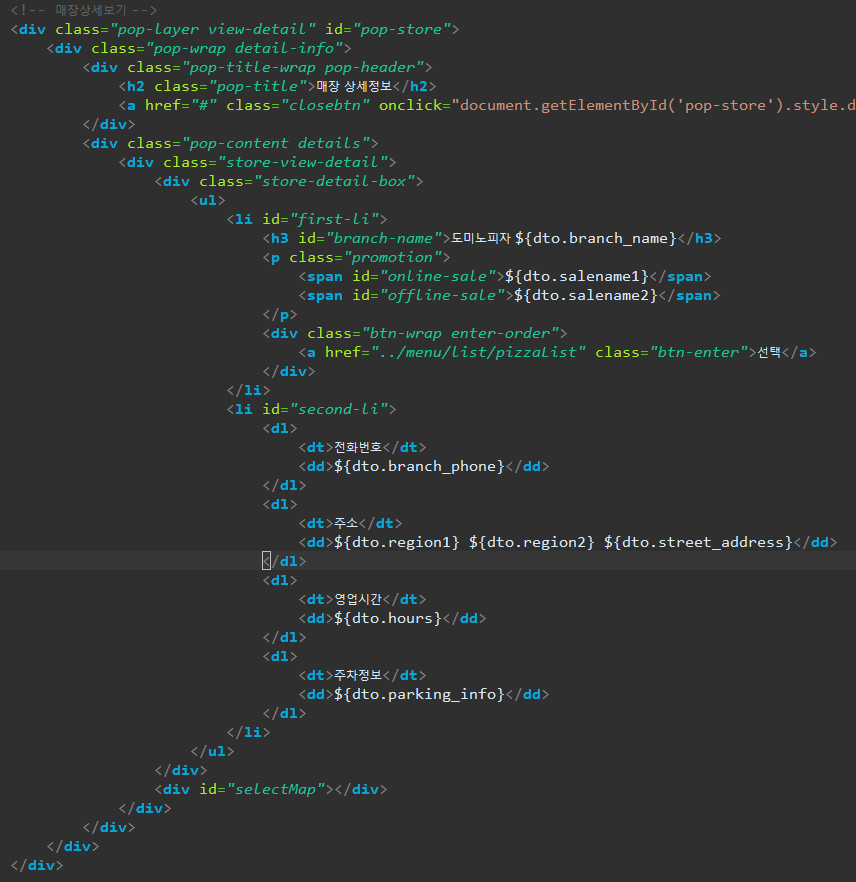 <!-- 매장상세보기 -->
<div class="pop-layer view-detail" id="pop-store">
<div class="pop-wrap detail-info">
<div class="pop-title-wrap pop-header">
<h2 class="pop-title">매장 상세정보</h2>
<a href="#" class="closebtn" onclick="document.getElementById('pop-store').style.d
</div>
<div class="pop-content details">
<div class="store-view-detail">
<div class="store-detail-box">
<ul>
<li id="first-li">
<h3 id="branch-name">도미노피자 ${dto.branch_name}</h3>
<p class="promotion">
<span id="online-sale">${dto.salename1}</span>
<span id="offline-sale">${dto.salename2}</span>
</p>
<div class="btn-wrap enter-order">
<a href="../menu/list/pizzaList" class="btn-enter">선택</a>
</div>
</li>
<li id="second-li">
<dl>
<dt>전화번호</dt>
<dd>${dto.branch_phone}</dd>
</dl>
<dl>
<dt>주소</dt>
<dd>${dto.region1} ${dto.region2} ${dto.street_address}</dd>
</dl>
<dl>
<dt>영업시간</dt>
<dd>${dto.hours}</dd>
</dl>
<dl>
<dt>주차정보</dt>
<dd>${dto.parking_info}</dd>
</dl>
</li>
</ul>
</div>
<div id="selectMap"></div>
</div>
</div>
</div>
</div>